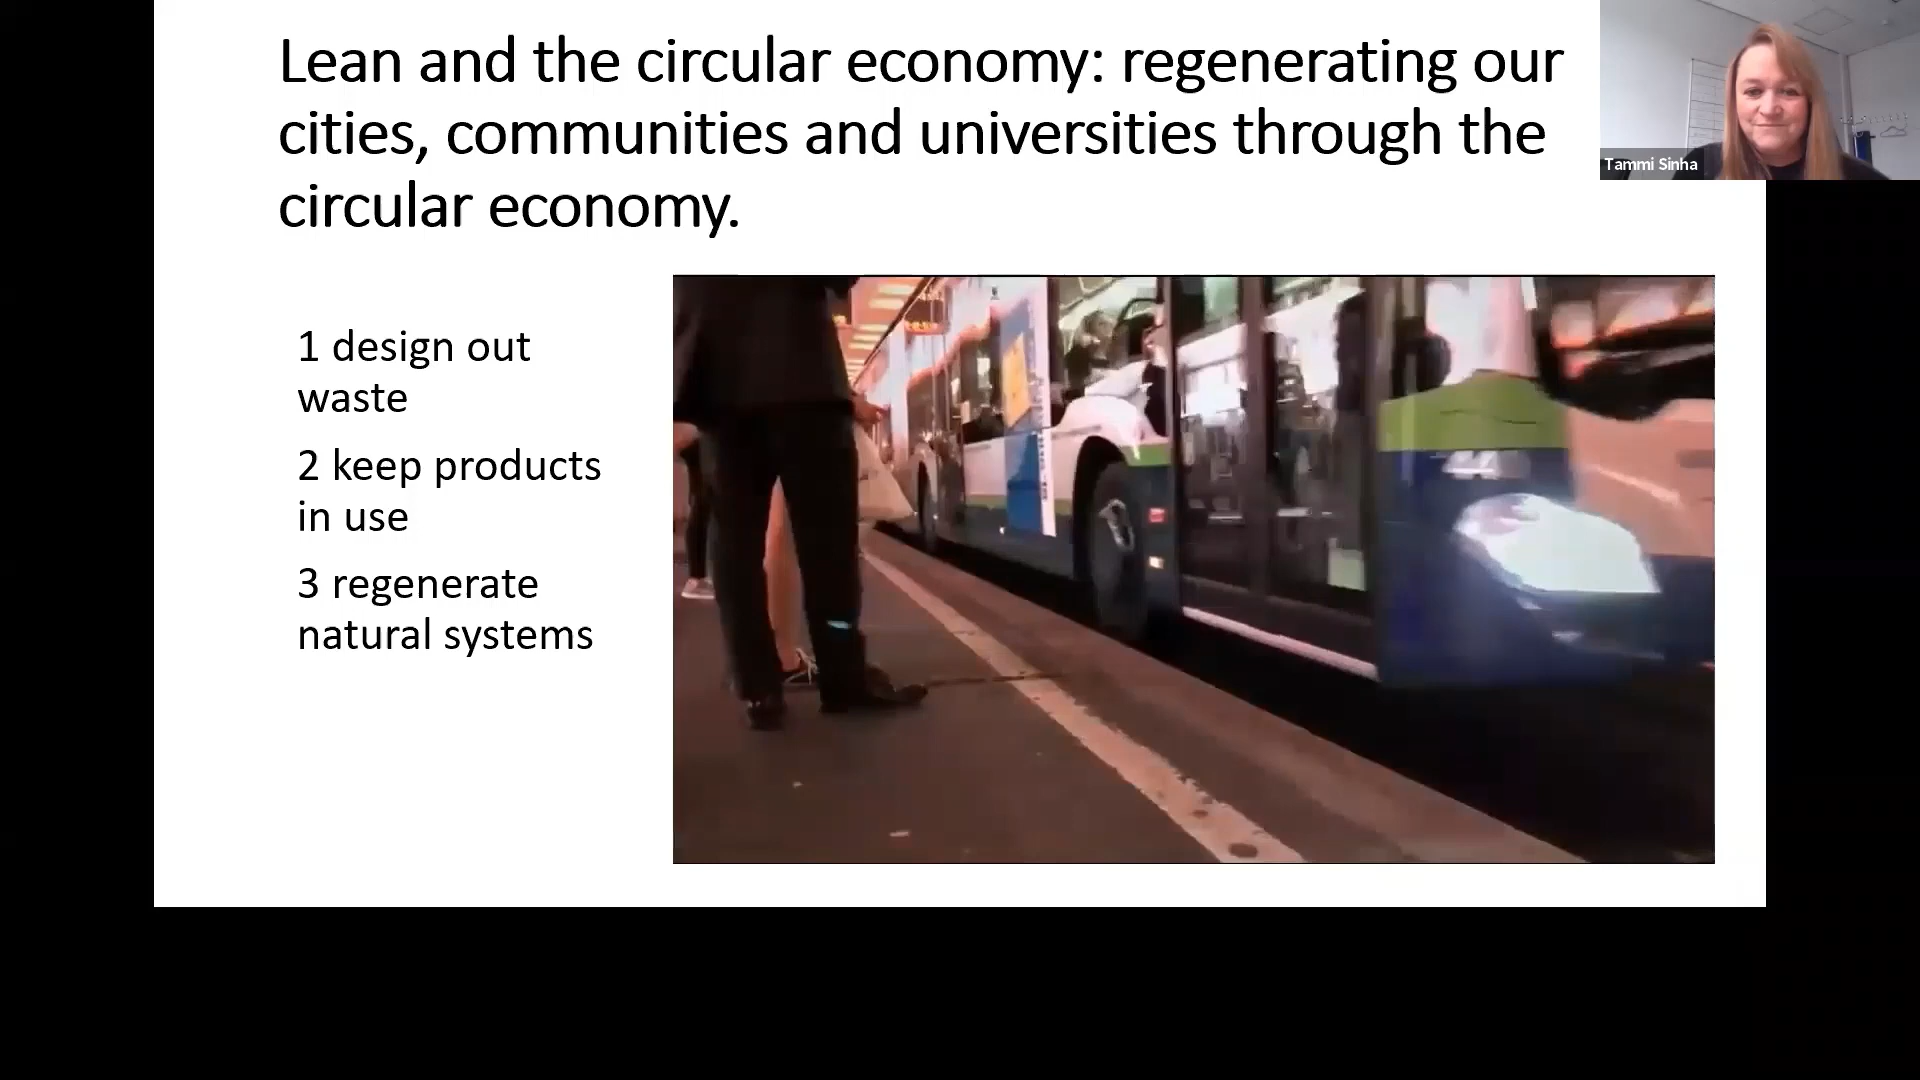 Lean and the circular economy: regenerating our
cities, communities and universities through the
circular economy.
Tammi Sinha
1 design out
waste
2 keep products
in use
3 regenerate
natural systems